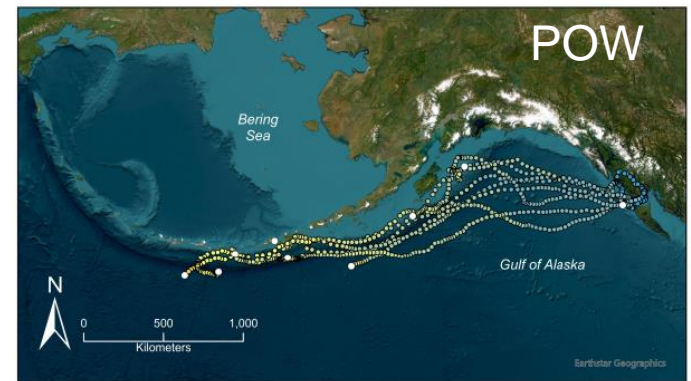 POW
Bering
Sea
Gulf of Alaska
N
0 500 1,000
Kilometers
Earthstar Geographics